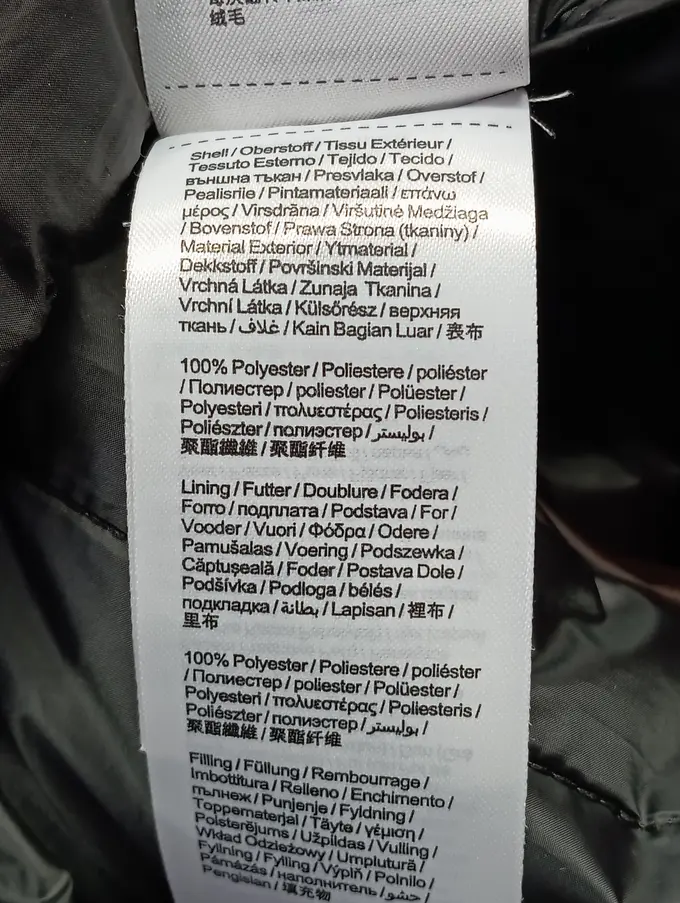 绒毛
Shell / Oberstoff / Tissu Extérieur /
Tessuto Esterno / Tejido / Tecido /
външна тъкан / Presvlaka / Overstof /
Pealisriie / Pintamateriaali / επάνω
μέρος / Virsdrāna / Viršutinė Medžiaga
/ Bovenstof / Prawa Strona (tkaniny) /
Material Exterior / Ytmaterial /
Dekkstoff / Površinski Materijal /
Vrchná Látka / Zunaja Tkanina /
Vrchní Látka / Külsőrész / верхняя
ткань / غلاف / Kain Bagian Luar / 表布
100% Polyester / Poliestere / poliéster
/ Полиестер / poliester / Polüester /
Polyesteri / πολυεστέρας / Poliesteris /
Poliészter / полиэстер / بوليستر /
聚酯纖維 / 聚酯纤维
Lining / Futter / Doublure / Fodera /
Forro / подплата / Podstava / For /
Vooder / Vuori / Φόδρα / Odere /
Pamušalas / Voering / Podszewka /
Căptușeală / Foder / Postava Dole /
Podšívka / Podloga / bélés /
подкладка / بطانة / Lapisan / 裡布 /
里布
100% Polyester / Poliestere / poliéster
/ Полиестер / poliester / Polüester /
Polyesteri / πολυεστέρας / Poliesteris /
Poliészter / полиэстер / بوليستر /
聚酯纖維 / 聚酯纤维
Filling / Füllung / Rembourrage /
Imbottitura / Relleno / Enchimento /
пълнеж / Punjenje / Fyldning /
Toppematerjal / Täyte / γέμιση /
Polsterējums / Užpildas / Vulling /
Wkład Odzieżowy / Umplutură /
Fyllning / Fylling / Výplň / Polnilo /
Párnázás / наполнитель / حشو /
Pengisian / 填充物